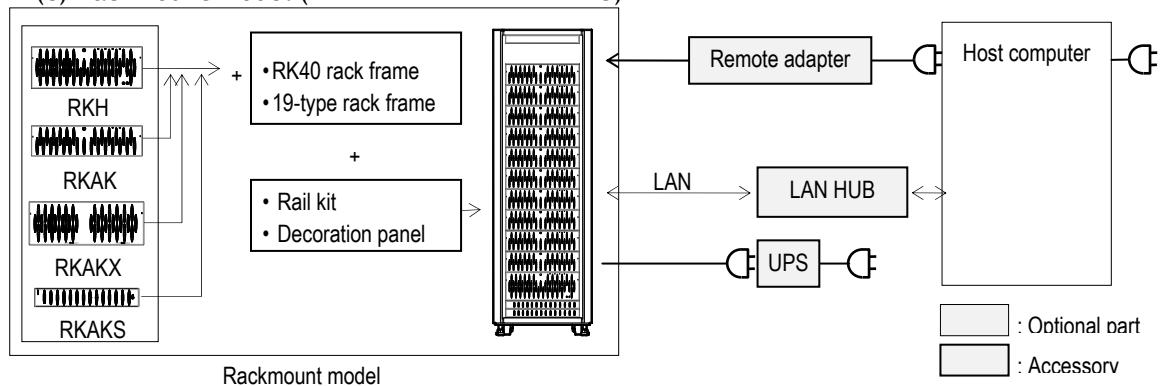 RKH
RKAK
RKAKX
RKAKS
+
• RK40 rack frame
• 19-type rack frame
+
• Rail kit
• Decoration panel
Rackmount model
Remote adapter
Host computer
LAN
LAN HUB
UPS
: Optional part
: Accessory